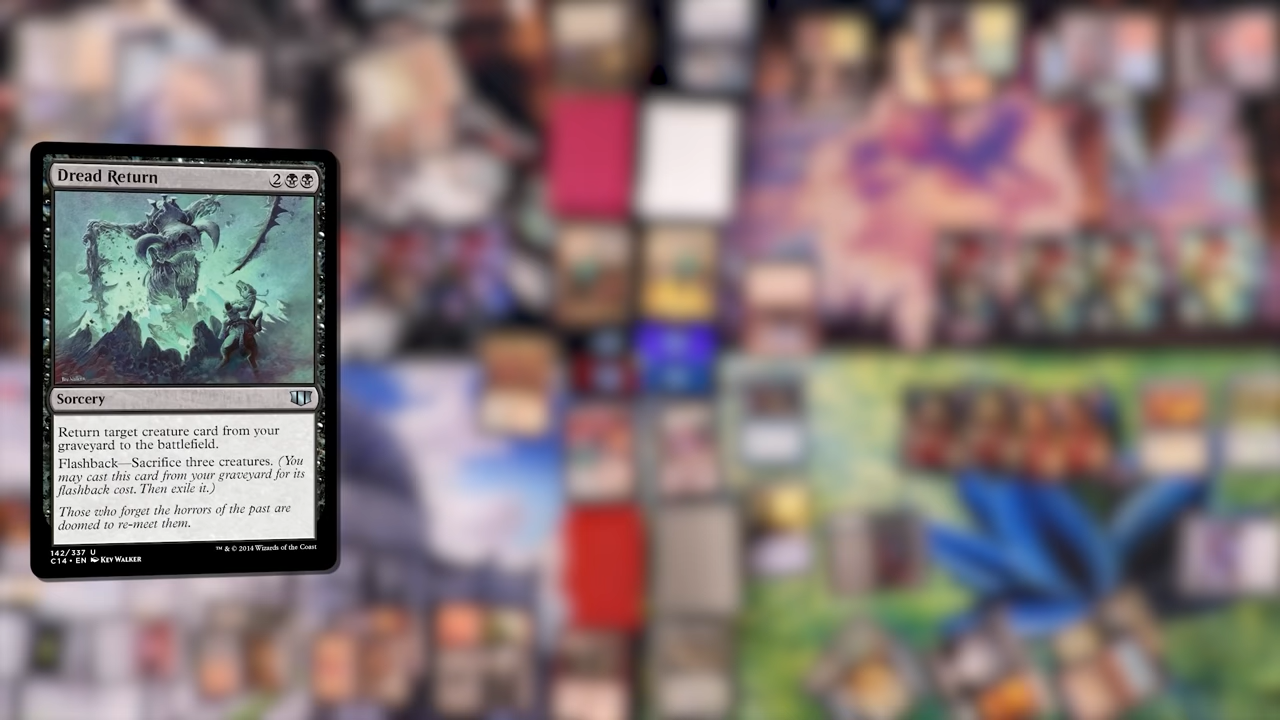 Dread Return 2
Sorcery
Return target creature card from your
graveyard to the battlefield.
Flashback—Sacrifice three creatures. (You
may cast this card from your graveyard for its
flashback cost. Then exile it.)
Those who forget the horrors of the past are
doomed to re-meet them.
142/337 U
C14 • EN Kev Walker
™ & © 2014 Wizards of the Coast